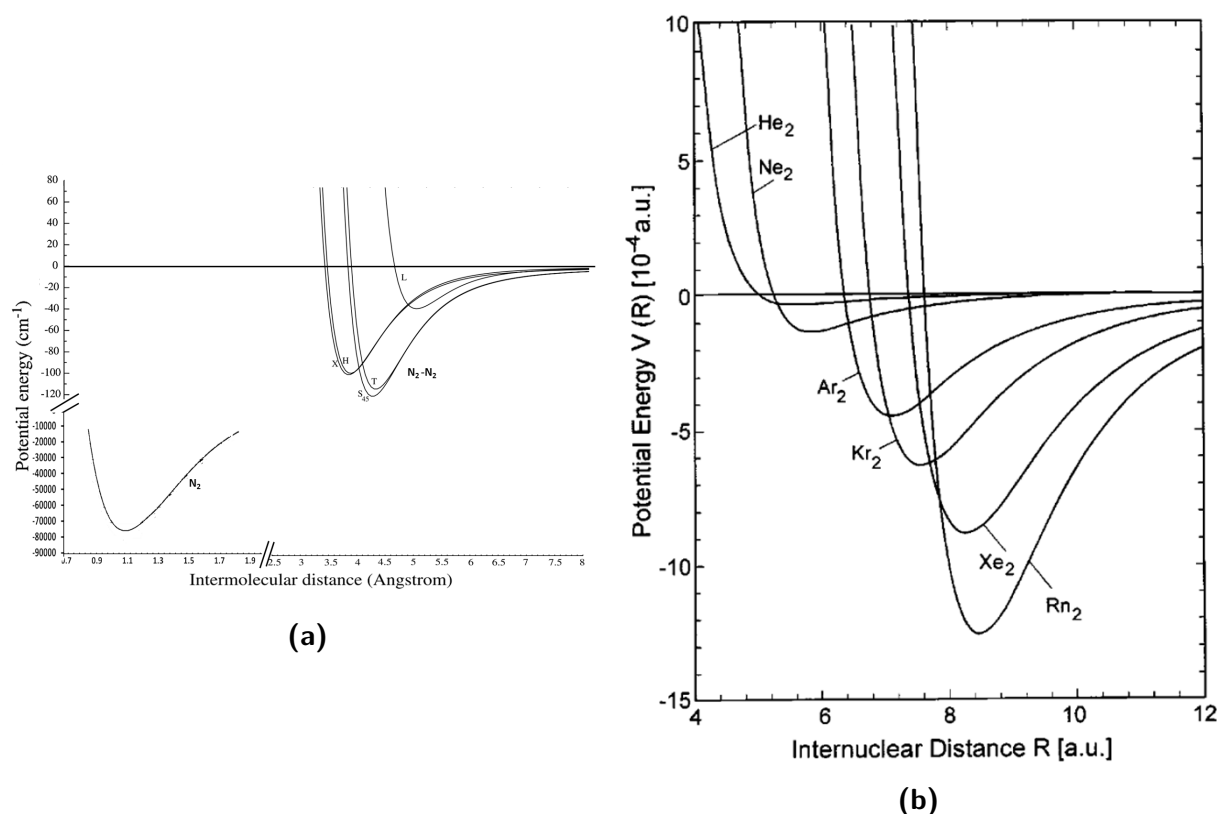 80
60
40
20
0
-20
-40
-60
-80
-100
-120
-10000
-20000
-30000
-40000
-50000
-60000
-70000
-80000
-90000
Potential energy (cm-1)
L
X H
T
S45
N2-N2
N2
0.9 1.1 1.3 1.5 1.7 1.9 2.5 3 3.5 4 4.5 5 5.5 6 6.5 7 7.5 8
Intermolecular distance (Angstrom)
(a)
10
5
0
-5
-10
-15
Potential Energy V (R) [10-4 a.u.]
He2
Ne2
Ar2
Kr2
Xe2
Rn2
4 6 8 10 12
Internuclear Distance R [a.u.]
(b)